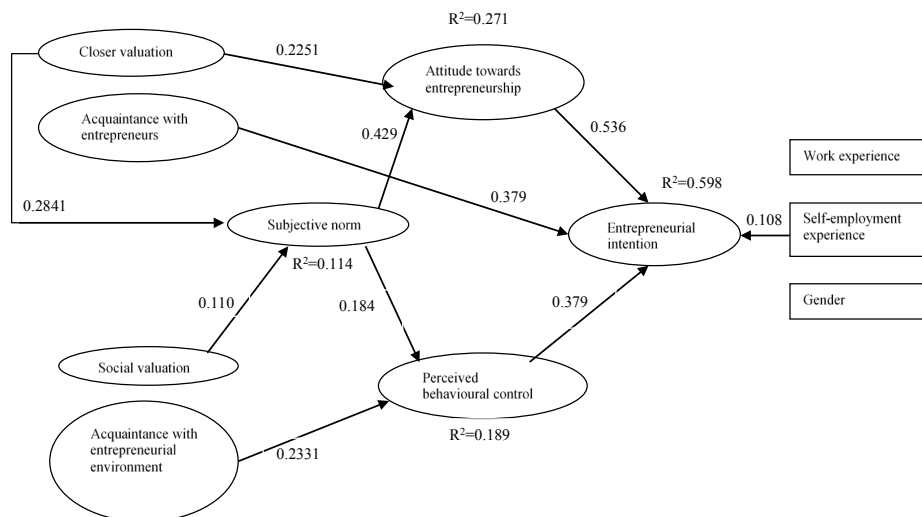 R²=0.271
Closer valuation
0.2251
Attitude towards
entrepreneurship
Acquaintance with
entrepreneurs
0.429
0.536
Work experience
R²=0.598
0.379
0.2841
Subjective norm
Entrepreneurial
intention
0.108
Self-employment
experience
R²=0.114
0.110
0.184
0.379
Gender
Social valuation
Perceived
behavioural control
Acquaintance with
entrepreneurial
environment
R²=0.189
0.2331